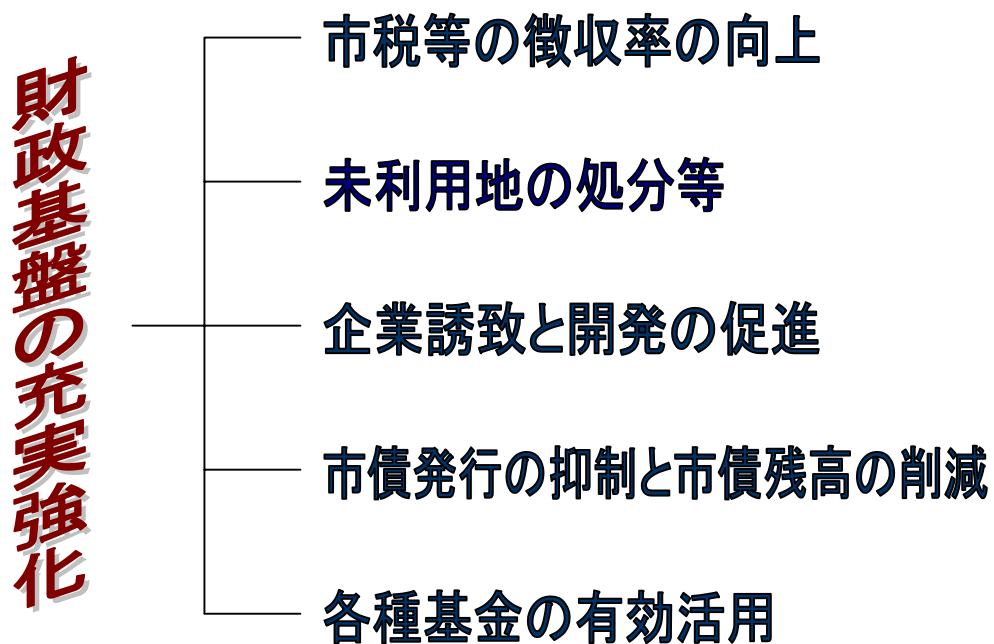 財政基盤の充実強化
市税等の徴収率の向上
未利用地の処分等
企業誘致と開発の促進
市債発行の抑制と市債残高の削減
各種基金の有効活用